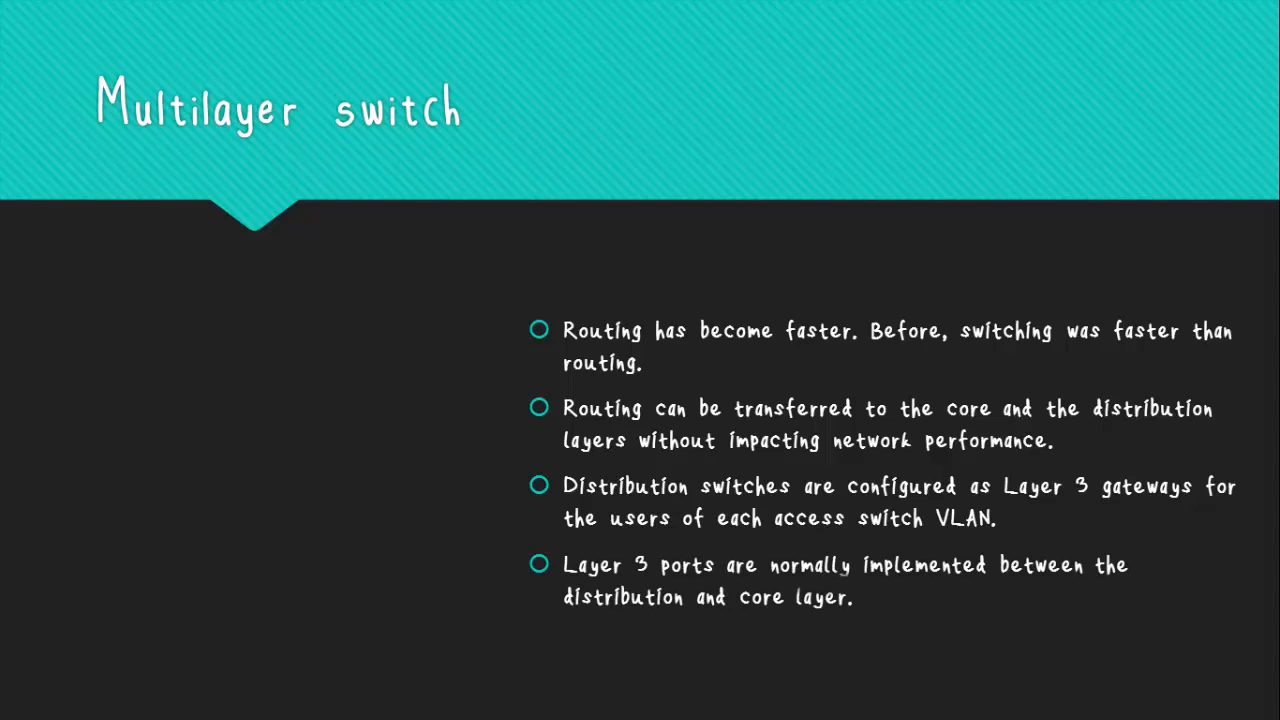 Multilayer switch
Routing has become faster. Before, switching was faster than
routing.
Routing can be transferred to the core and the distribution
layers without impacting network performance.
Distribution switches are configured as Layer 3 gateways for
the users of each access switch VLAN.
Layer 3 ports are normally implemented between the
distribution and core layer.